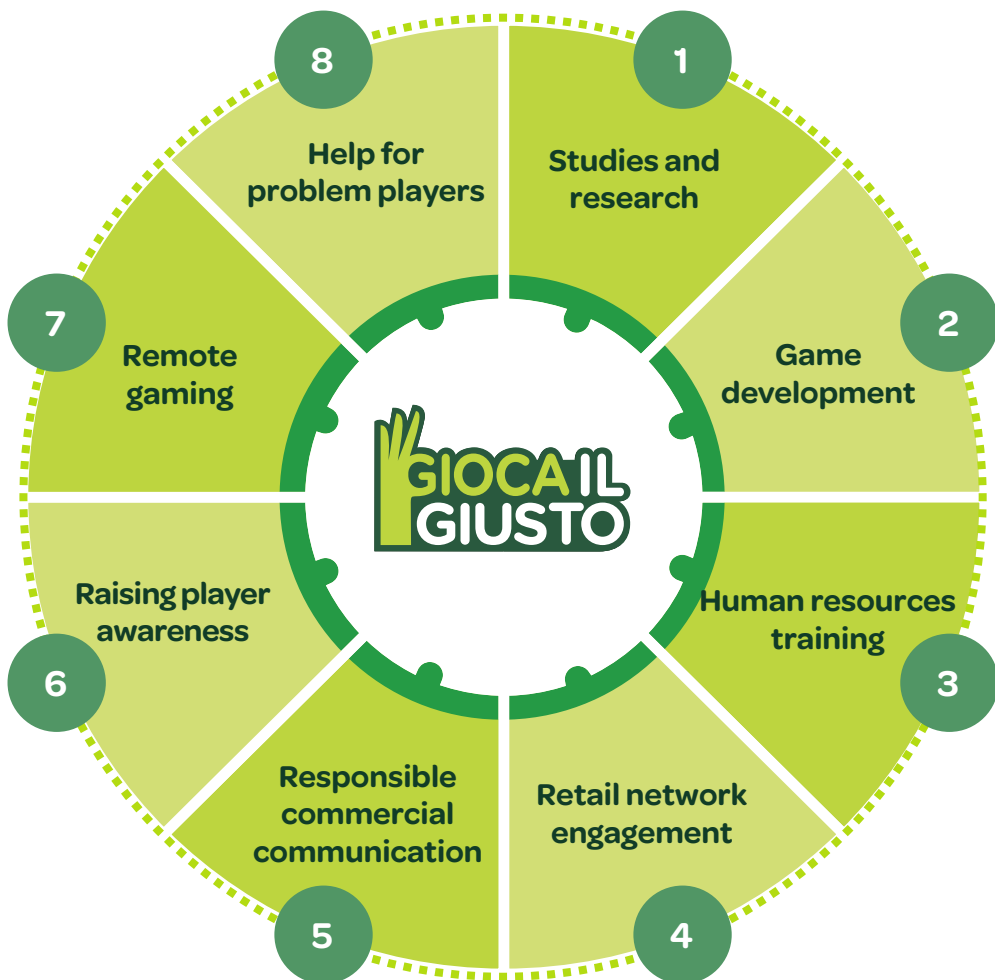 1
Studies and
research
2
Game
development
3
Human resources
training
4
Retail network
engagement
5
Responsible
commercial
communication
6
Raising player
awareness
7
Remote
gaming
8
Help for
problem players
GIOCA IL
GIUSTO